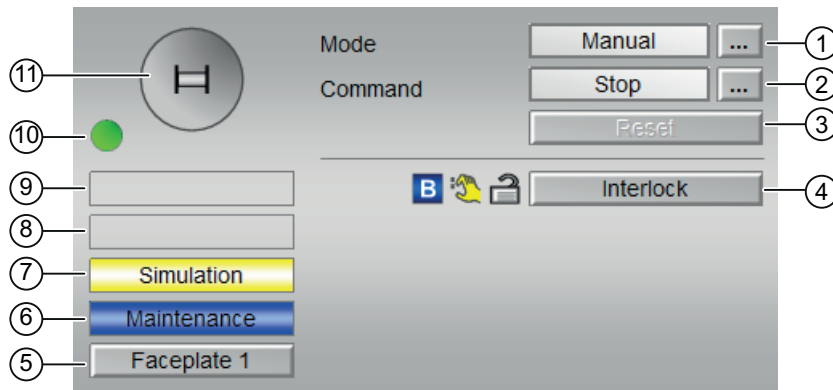 Mode Manual ... 1
Command Stop ... 2
Reset 3
B Interlock 4
11
10
9
8
7 Simulation
6 Maintenance
5 Faceplate 1